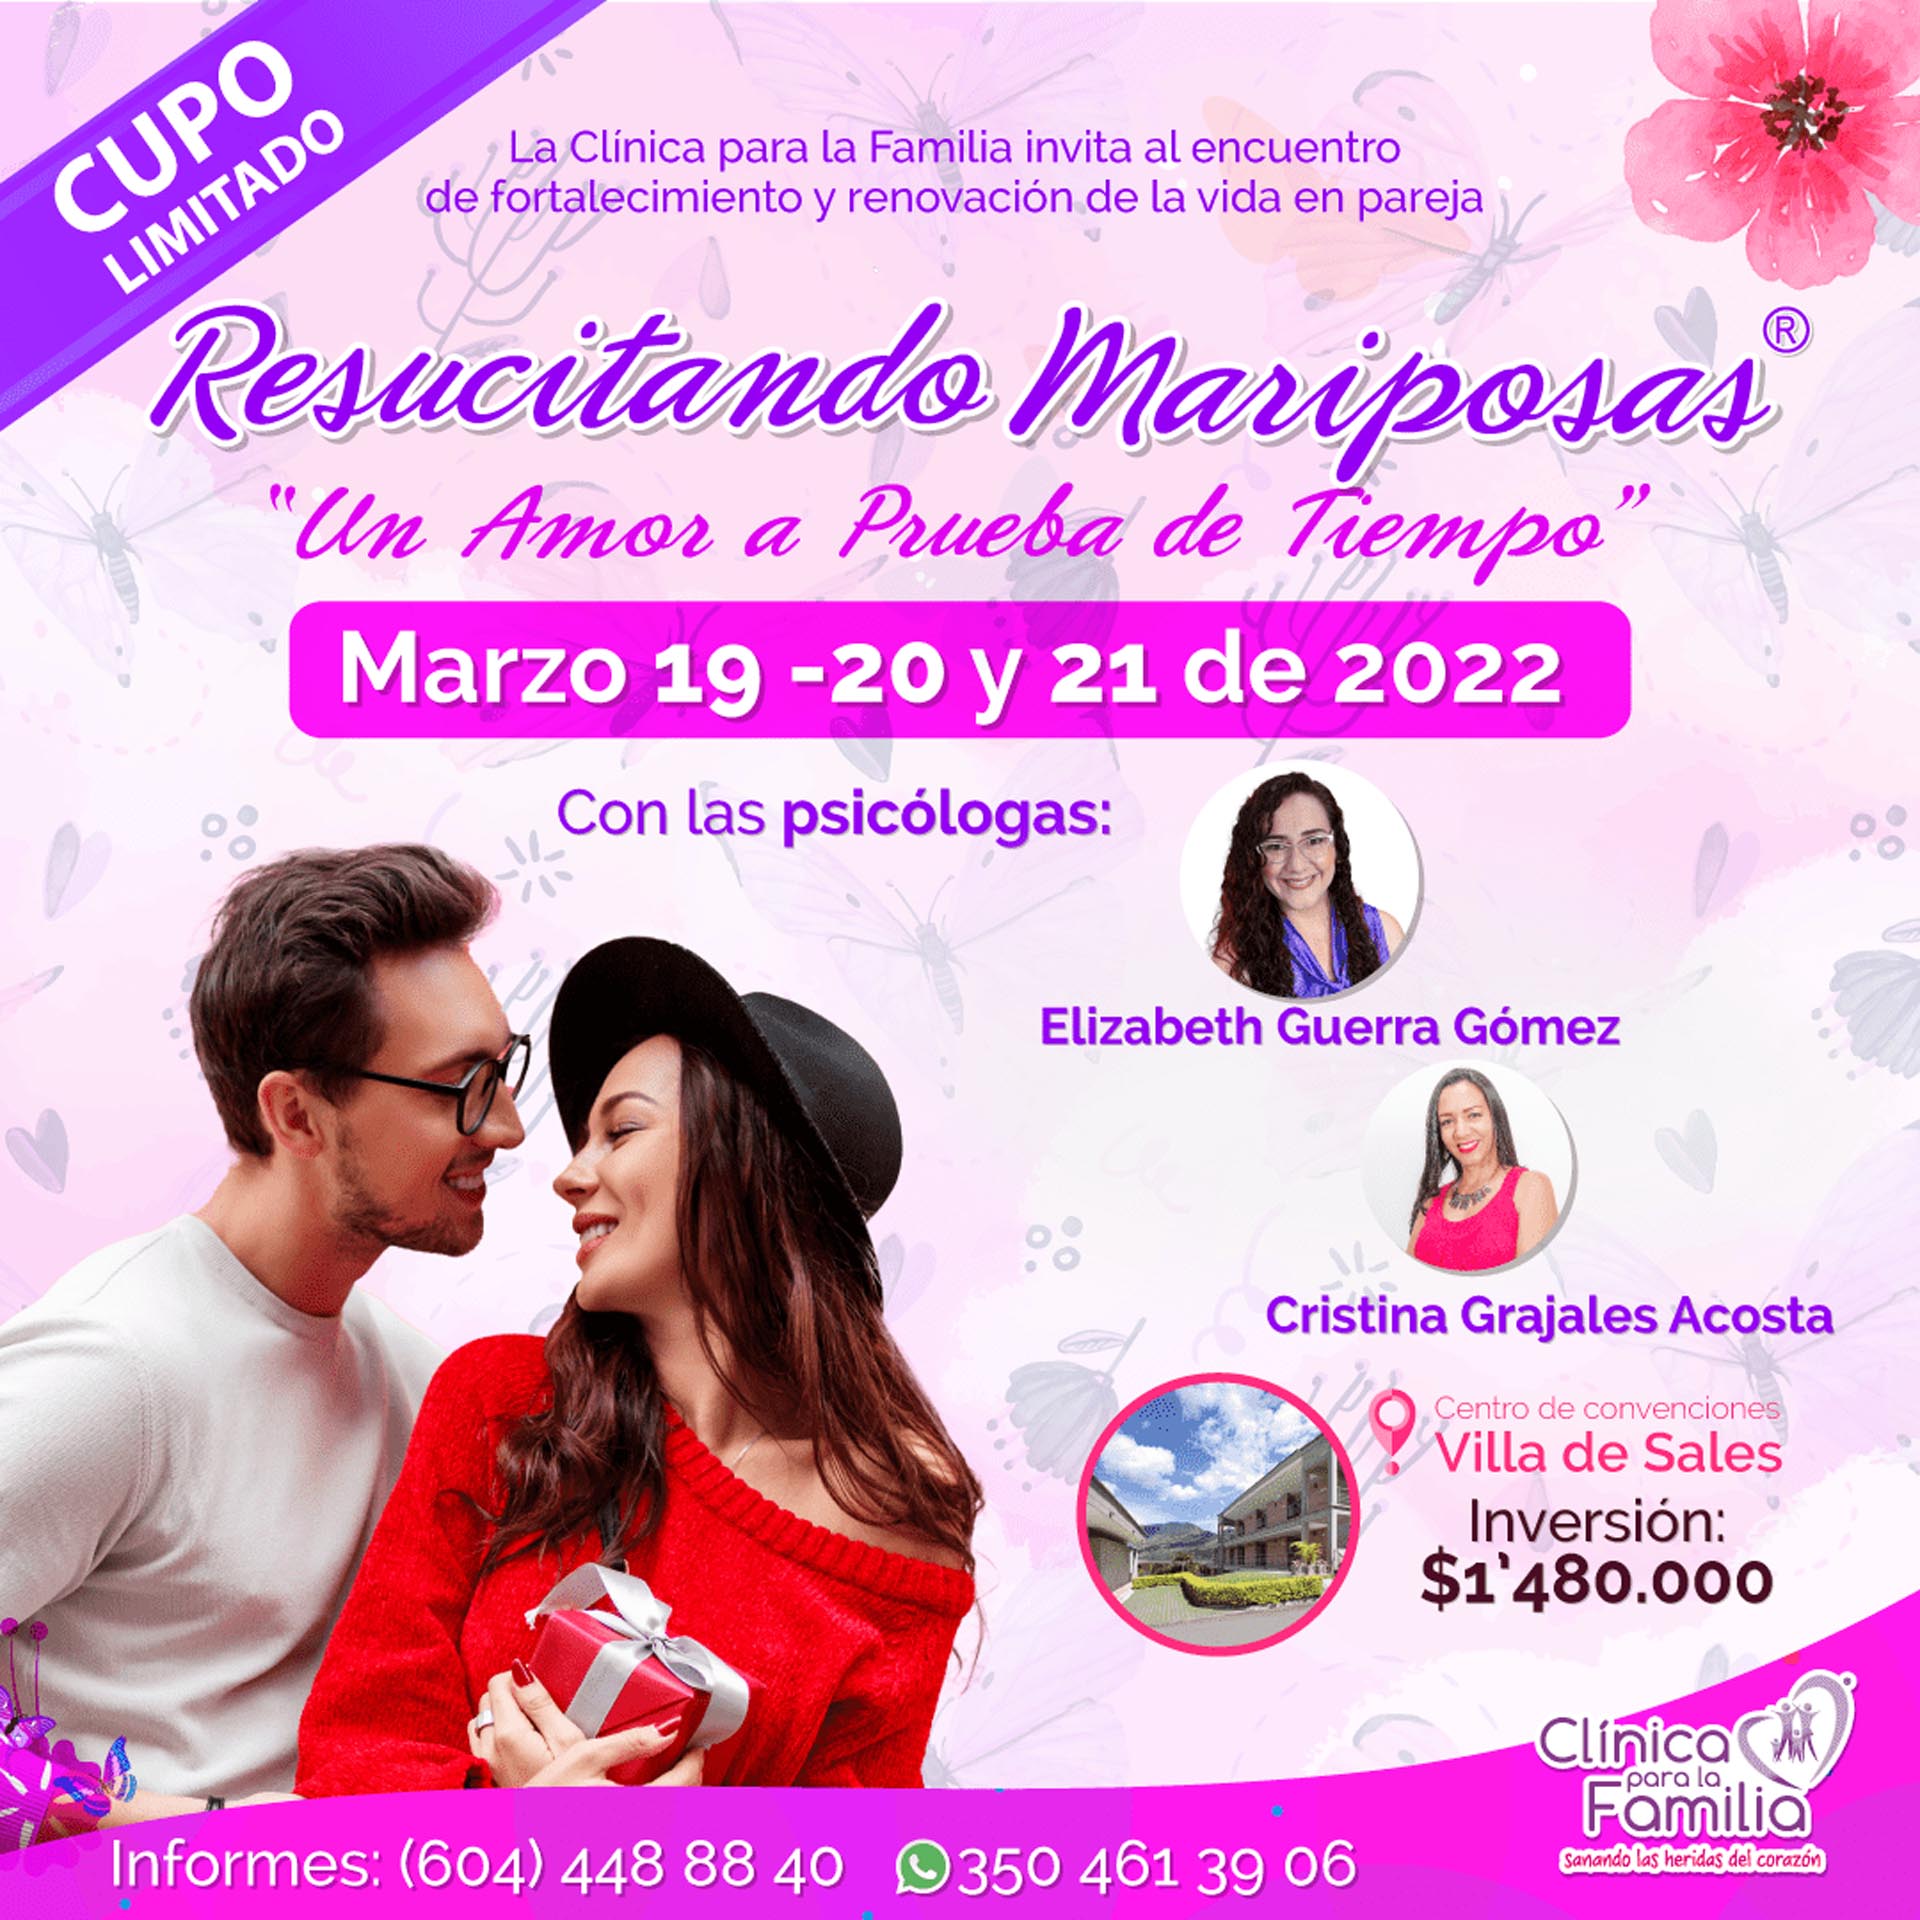 CUPO
LIMITADO
La Clínica para la Familia invita al encuentro
de fortalecimiento y renovación de la vida en pareja
Resucitando Mariposas®
“Un Amor a Prueba de Tiempo”
Marzo 19 -20 y 21 de 2022
Con las psicólogas:
Elizabeth Guerra Gómez
Cristina Grajales Acosta
Centro de convenciones
Villa de Sales
Inversión:
$1'480.000
Clínica
para la
Familia
sanando las heridas del corazón
Informes: (604) 448 88 40 350 461 39 06